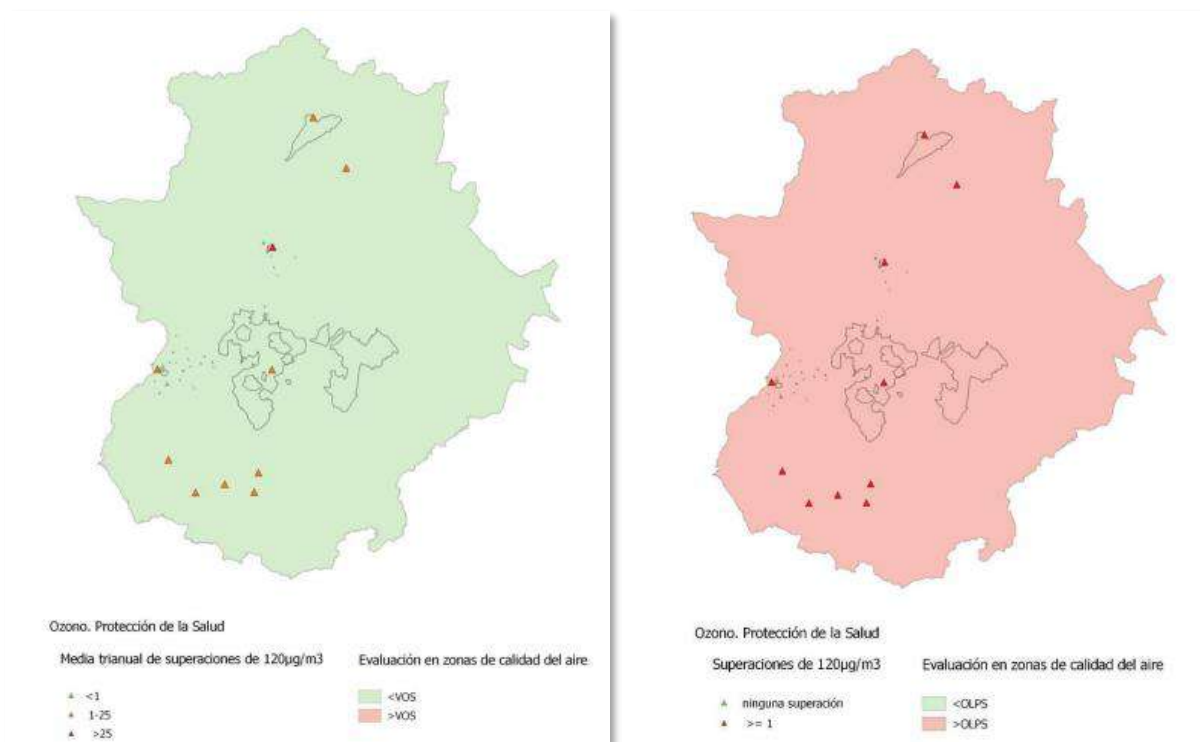 Ozono. Protección de la Salud
Media trianual de superaciones de 120µg/m3
<1
1-25
>25
Evaluación en zonas de calidad del aire
<VOS
>VOS
Ozono. Protección de la Salud
Superaciones de 120µg/m3
ninguna superación
>= 1
Evaluación en zonas de calidad del aire
<OLPS
>OLPS